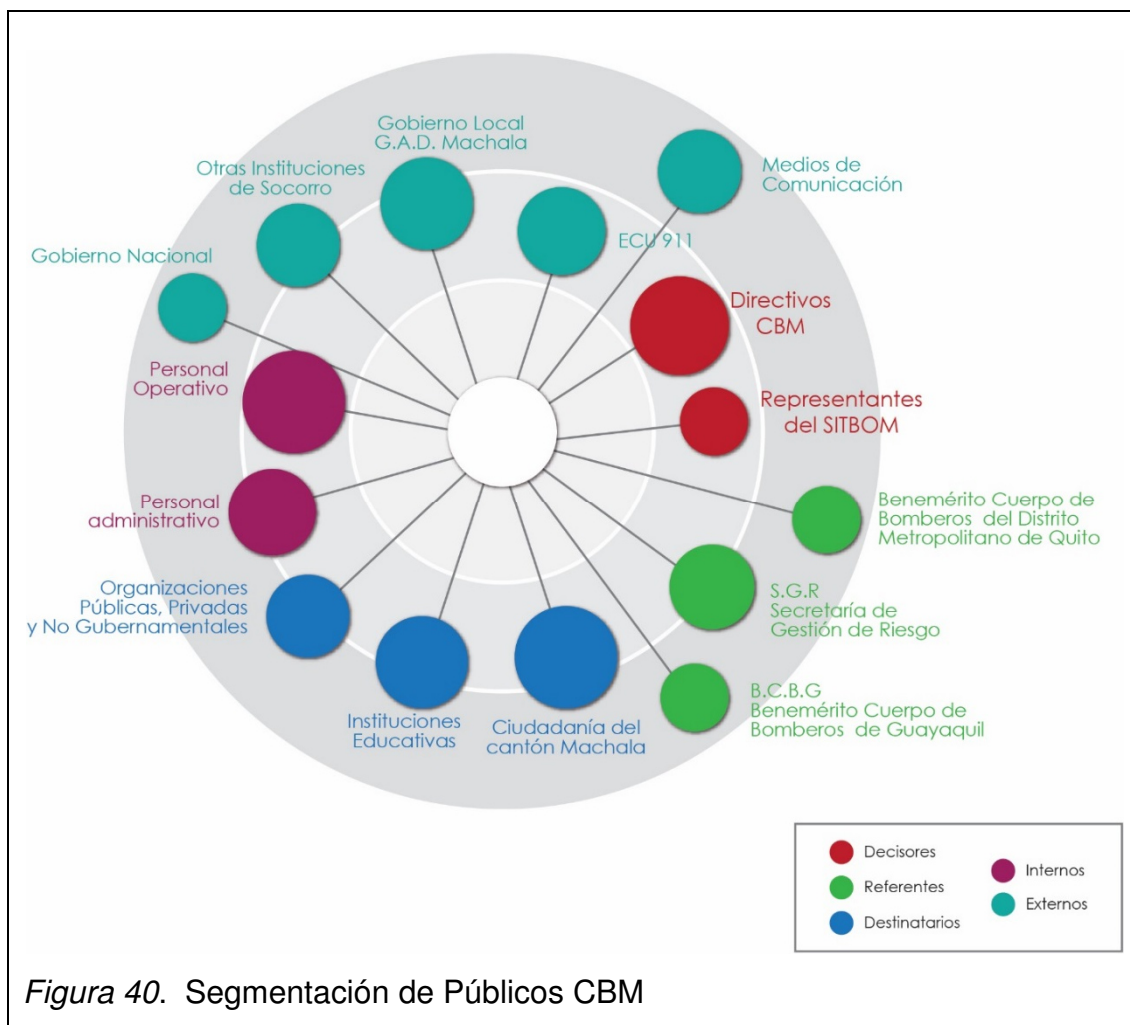 Gobierno Local
G.A.D. Machala
Medios de
Comunicación
Otras Instituciones
de Socorro
ECU 911
Gobierno Nacional
Directivos
CBM
Personal
Operativo
Representantes
del SITBOM
Personal
administrativo
Benemérito Cuerpo de
Bomberos del Distrito
Metropolitano de Quito
Organizaciones
Públicas, Privadas
y No Gubernamentales
S.G.R
Secretaría de
Gestión de Riesgo
Instituciones
Educativas
Ciudadanía del
cantón Machala
B.C.B.G
Benemérito Cuerpo de
Bomberos de Guayaquil
Decisores
Referentes
Destinatarios
Internos
Externos
Figura 40. Segmentación de Públicos CBM